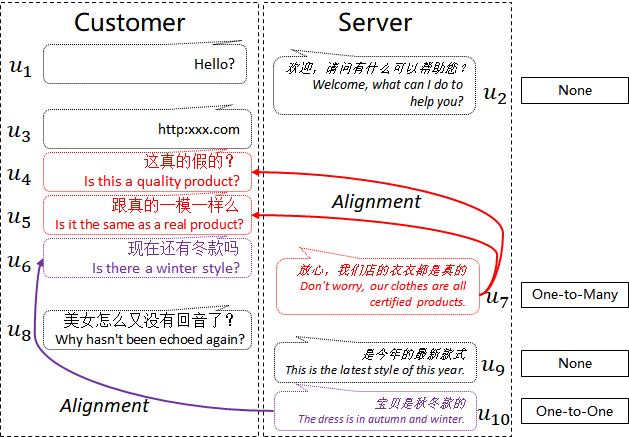 Customer
Server
u1
Hello?
欢迎，请问有什么可以帮助您？
Welcome, what can I do to
help you?
u2
None
u3
http:xxx.com
u4
这真的假的？
Is this a quality product?
u5
跟真的一模一样么
Is it the same as a real product?
Alignment
u6
现在还有冬款吗
Is there a winter style?
放心，我们店的衣衣都是真的
Don't worry, our clothes are all
certified products.
u7
One-to-Many
u8
美女怎么又没有回音了？
Why hasn't been echoed again?
是今年的最新款式
This is the latest style of this year.
u9
None
Alignment
宝贝是秋冬款的
The dress is in autumn and winter.
u10
One-to-One